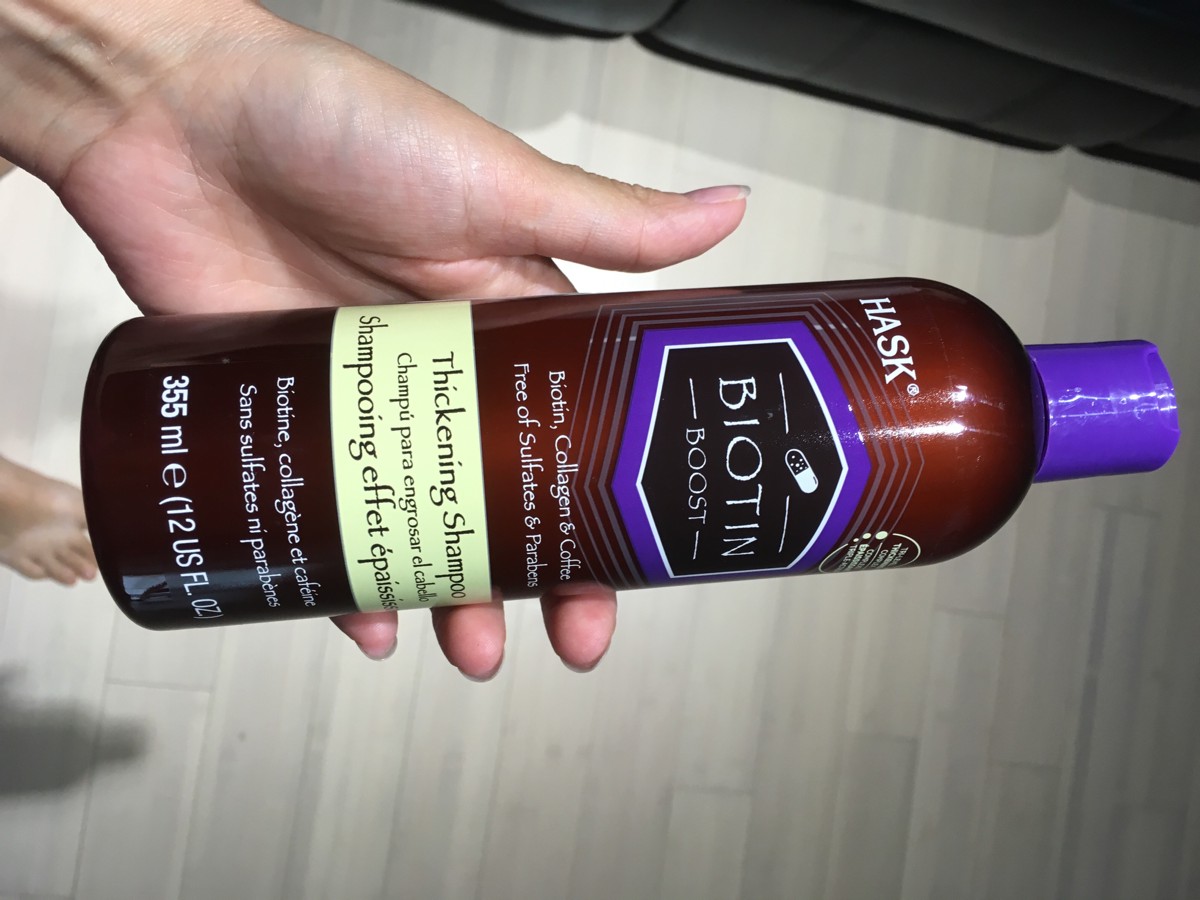 HASK®
BIOTIN
BOOST
Biotin, Collagen & Coffee
Free of Sulfates & Parabens
Thickening Shampoo
Champú para engrosar el cabello
Shampooing effet épaissis
Biotine, collagène et caféine
Sans sulfates ni parabènes
355 ml e (12 US FL. OZ)